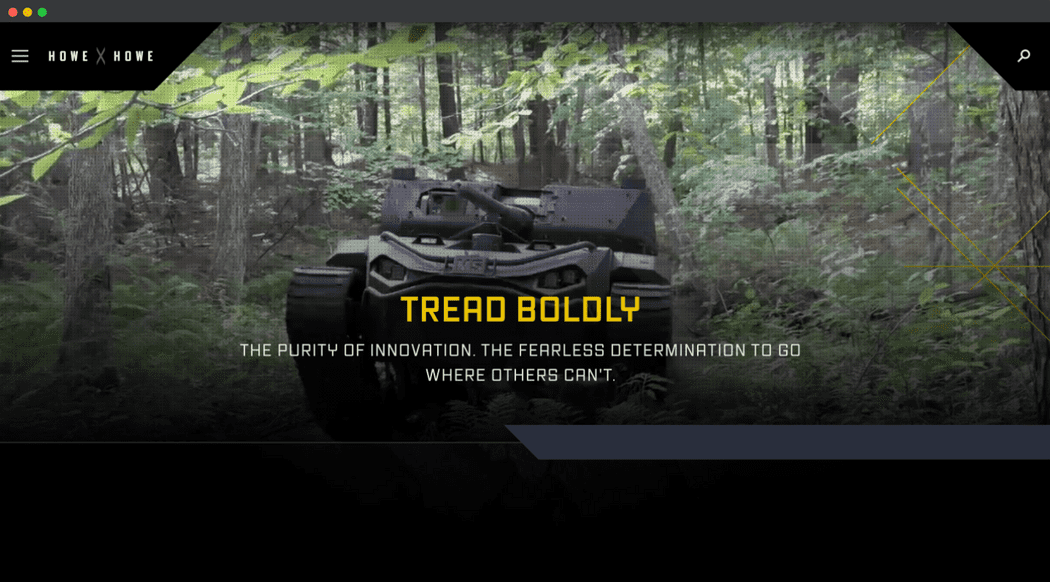 HOWE X HOWE
TREAD BOLDLY
THE PURITY OF INNOVATION. THE FEARLESS DETERMINATION TO GO
WHERE OTHERS CAN'T.